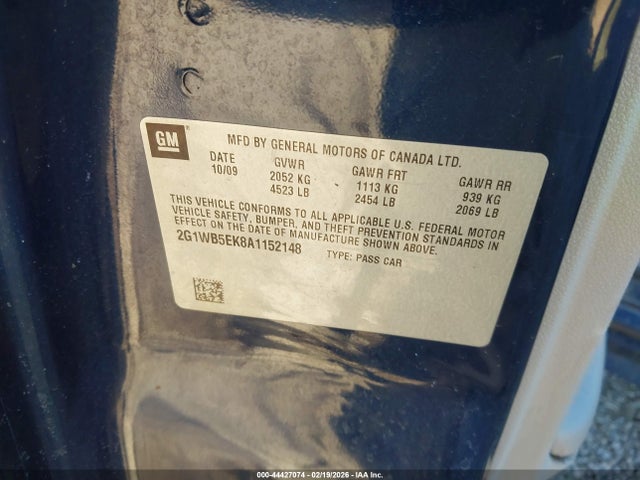 GM
MFD BY GENERAL MOTORS OF CANADA LTD.
DATE GVWR GAWR FRT GAWR RR
10/09 2052 KG 1113 KG 939 KG
4523 LB 2454 LB 2069 LB
THIS VEHICLE CONFORMS TO ALL APPLICABLE U.S. FEDERAL MOTOR
VEHICLE SAFETY, BUMPER, AND THEFT PREVENTION STANDARDS IN
EFFECT ON THE DATE OF MANUFACTURE SHOWN ABOVE.
2G1WB5EK8A1152148 TYPE: PASS CAR
000-44427074 - 02/19/2026 - IAA Inc.